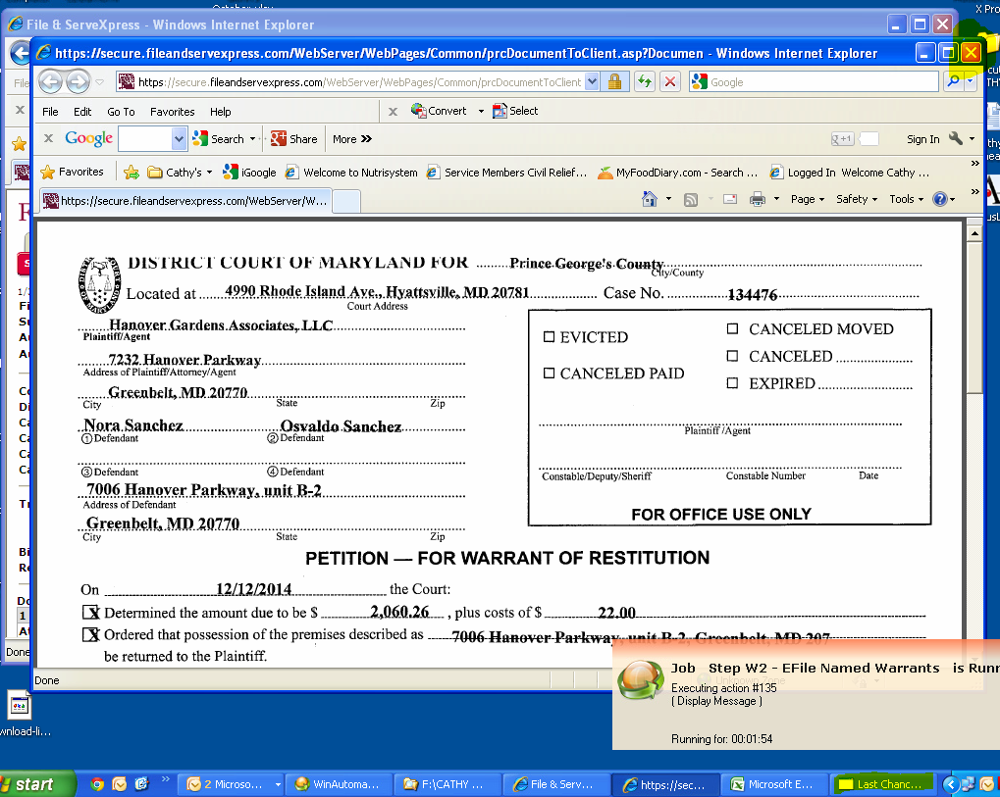 October.vlax
X Pro
File & ServeXpress - Windows Internet Explorer
https://secure.fileandservexpress.com/WebServer/WebPages/Common/prcDocumentToClient.asp?Documen - Windows Internet Explorer
https://secure.fileandservexpress.com/WebServer/WebPages/Common/prcDocumentToClient
Google
File Edit Go To Favorites Help
x Convert Select
x Google Search Share More » g+1 Sign In
Favorites Cathy's iGoogle Welcome to Nutrisystem Service Members Civil Relief... MyFoodDiary.com - Search ... Logged In Welcome Cathy ... »
https://secure.fileandservexpress.com/WebServer/W... Page Safety Tools »
DISTRICT COURT OF MARYLAND FOR Prince George's County
City/County
Located at 4990 Rhode Island Ave., Hyattsville, MD 20781 Case No. 134476
Court Address
Hanover Gardens Associates, LLC
Plaintiff/Agent
7232 Hanover Parkway
Address of Plaintiff/Attorney/Agent
Greenbelt, MD 20770
City State Zip
Nora Sanchez Osvaldo Sanchez
① Defendant ② Defendant
③ Defendant ④ Defendant
7006 Hanover Parkway, unit B-2
Address of Defendant
Greenbelt, MD 20770
City State Zip
☐ EVICTED ☐ CANCELED MOVED
☐ CANCELED
☐ CANCELED PAID ☐ EXPIRED
Plaintiff/Agent
Constable/Deputy/Sheriff Constable Number Date
FOR OFFICE USE ONLY
PETITION — FOR WARRANT OF RESTITUTION
On 12/12/2014 the Court:
X Determined the amount due to be $ 2,060.26 , plus costs of $ 22.00
X Ordered that possession of the premises described as 7006 Hanover Parkway, unit B-2, Greenbelt, MD 207
be returned to the Plaintiff.
Done
Done
Job Step W2 - EFile Named Warrants is Runn
Executing action #135
( Display Message )
Unknown Zone
Running for: 00:01:54
wnload-li...
start » 2 Microso... WinAutoma... F:\CATHY ... File & Serv... https://sec... Microsoft E... Last Chanc...